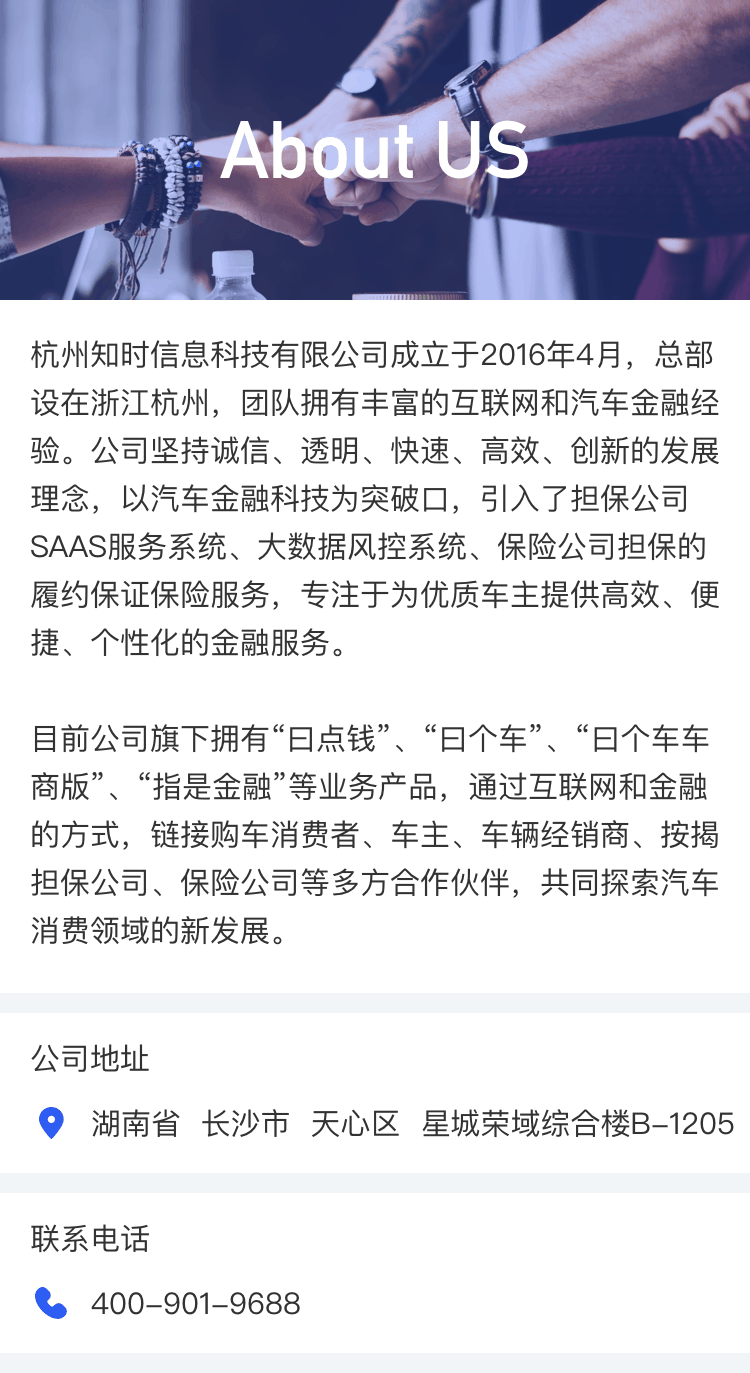 About US
杭州知时信息科技有限公司成立于2016年4月，总部
设在浙江杭州，团队拥有丰富的互联网和汽车金融经
验。公司坚持诚信、透明、快速、高效、创新的发展
理念，以汽车金融科技为突破口，引入了担保公司
SAAS服务系统、大数据风控系统、保险公司担保的
履约保证保险服务，专注于为优质车主提供高效、便
捷、个性化的金融服务。
目前公司旗下拥有“曰点钱”、“曰个车”、“曰个车车
商版”、“指是金融”等业务产品，通过互联网和金融
的方式，链接购车消费者、车主、车辆经销商、按揭
担保公司、保险公司等多方合作伙伴，共同探索汽车
消费领域的新发展。
公司地址
湖南省 长沙市 天心区 星城荣域综合楼B-1205
联系电话
400-901-9688